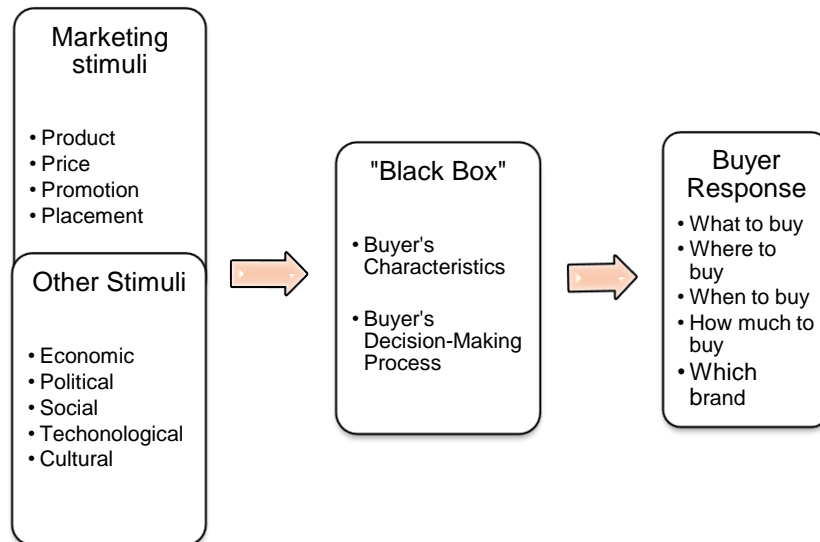 Marketing
stimuli
• Product
• Price
• Promotion
• Placement
Other Stimuli
• Economic
• Political
• Social
• Techonological
• Cultural
"Black Box"
• Buyer's
Characteristics
• Buyer's
Decision-Making
Process
Buyer
Response
• What to buy
• Where to
buy
• When to buy
• How much to
buy
• Which
brand